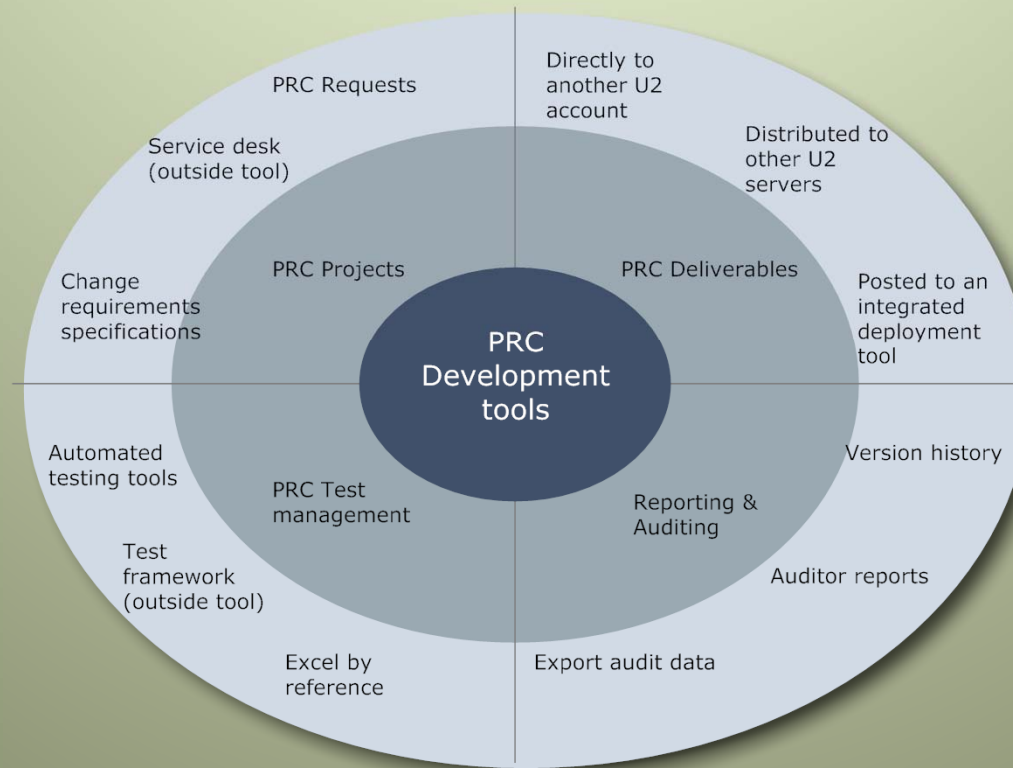 PRC Requests
Service desk
(outside tool)
Change
requirements
specifications
PRC Projects
Directly to
another U2
account
Distributed to
other U2
servers
Posted to an
integrated
deployment
tool
PRC Deliverables
PRC
Development
tools
Automated
testing tools
Test
framework
(outside tool)
Excel by
reference
PRC Test
management
Reporting &
Auditing
Version history
Auditor reports
Export audit data